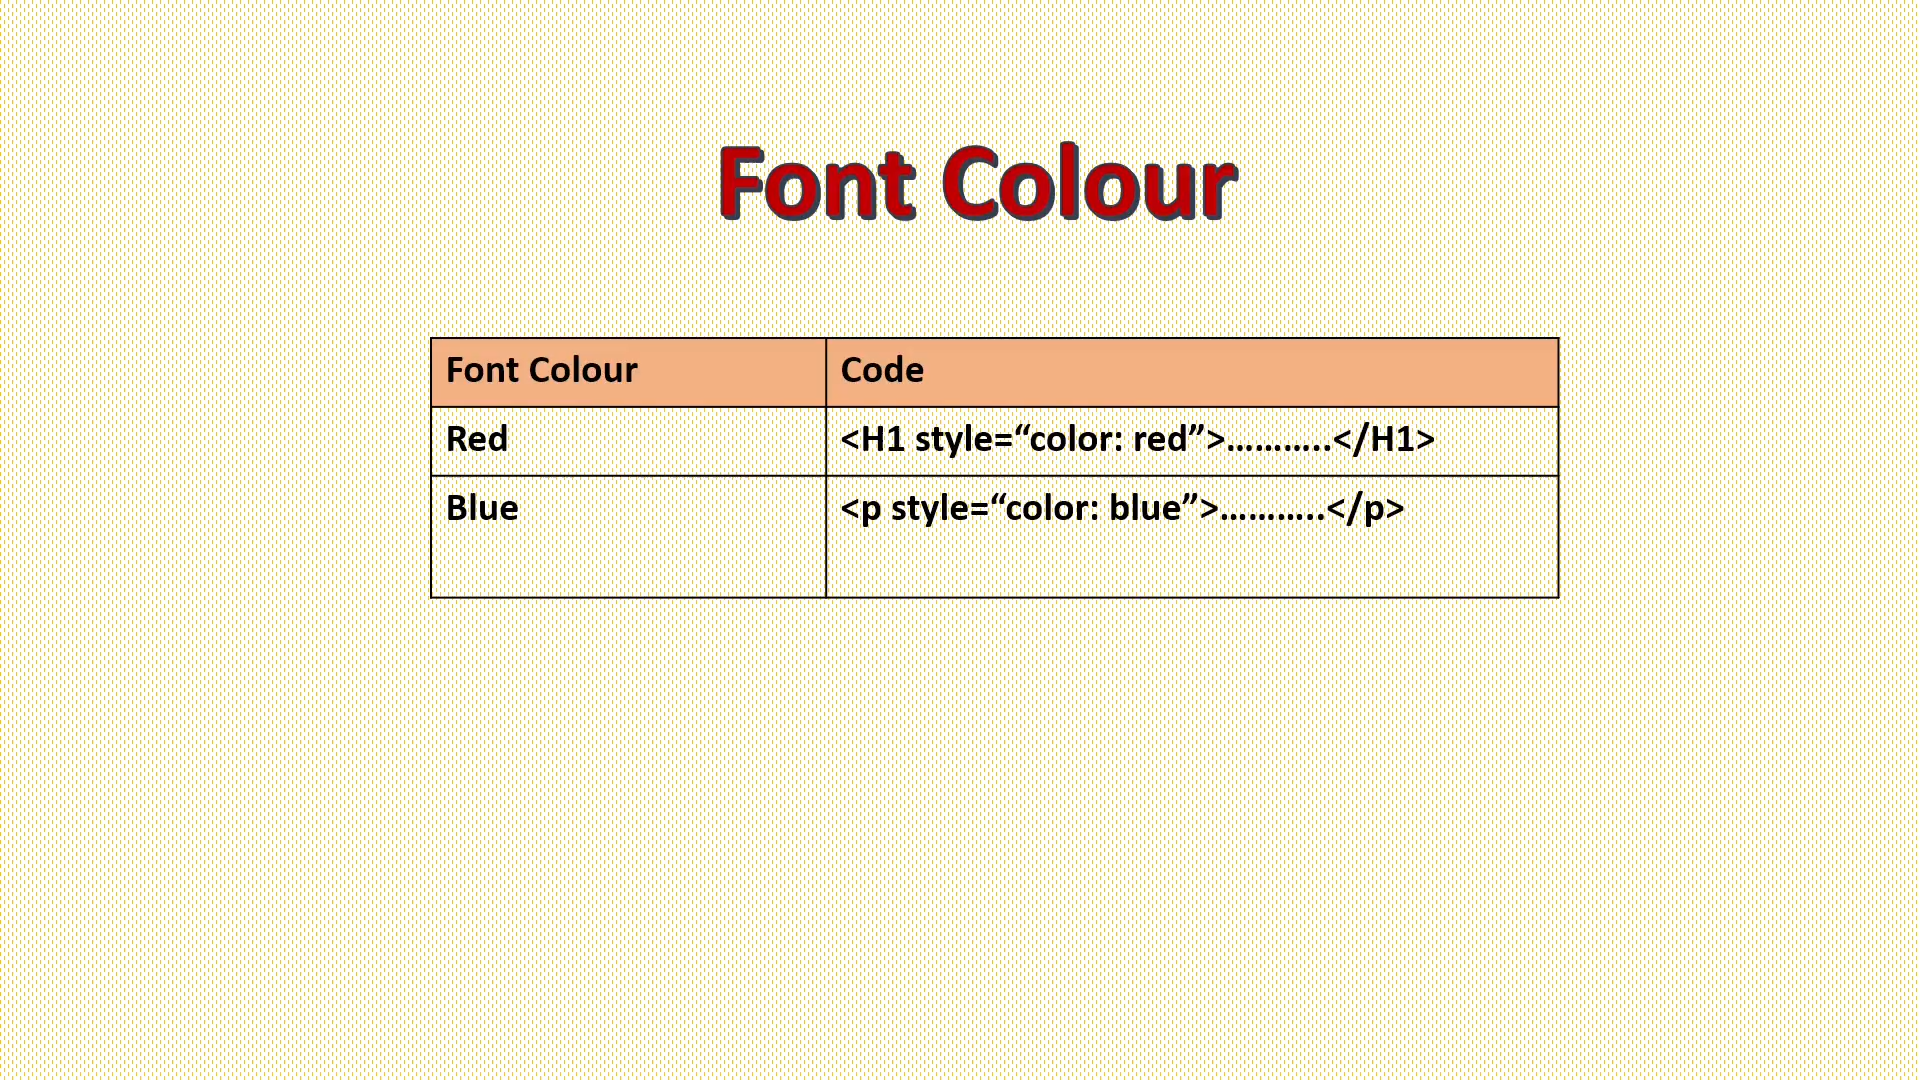 Font Colour
Font Colour Code
Red <H1 style=“color: red”>………..</H1>
Blue <p style=“color: blue”>………..</p>